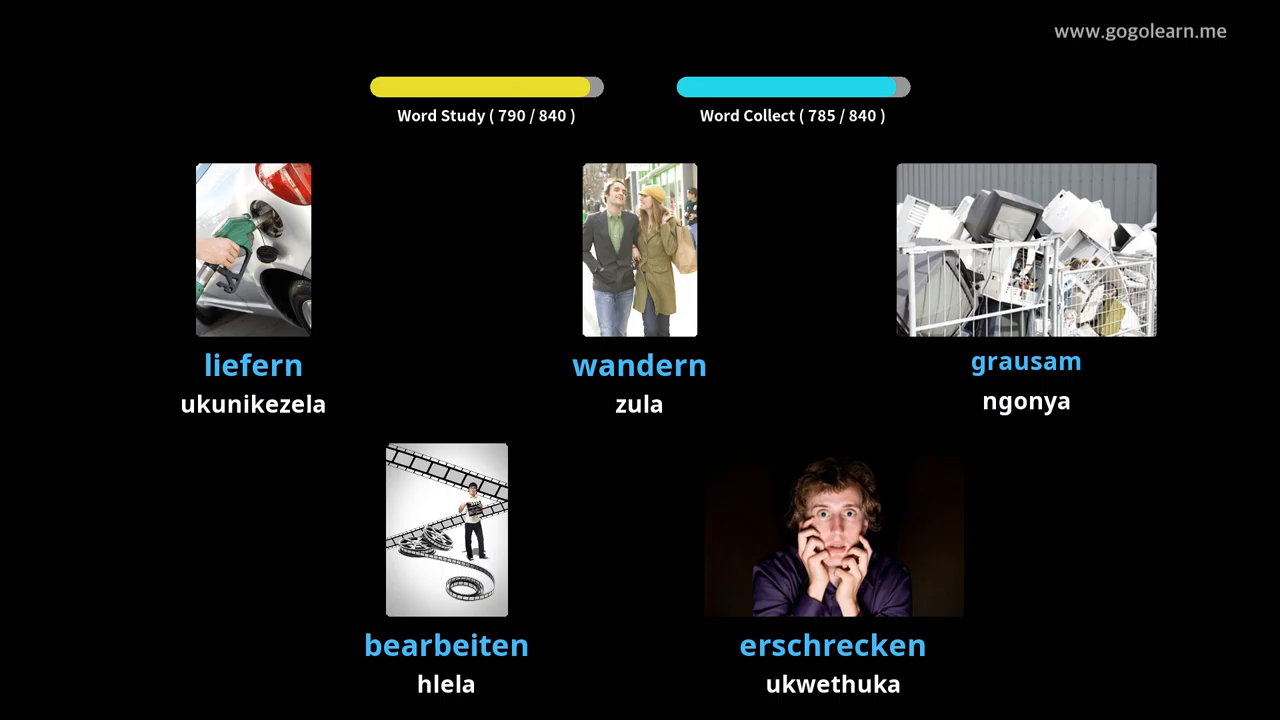 www.gogolearn.me
Word Study ( 790 / 840 )
Word Collect ( 785 / 840 )
liefern
ukunikezela
wandern
zula
grausam
ngonya
bearbeiten
hlela
erschrecken
ukwethuka